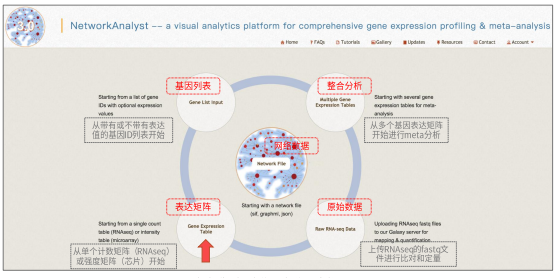 3.0
NetworkAnalyst -- a visual analytics platform for comprehensive gene expression profiling & meta-analysis
Home FAQs Tutorials Gallery Updates Resources Contact Account
基因列表
Gene List Input
整合分析
Multiple Gene
Expression Tables
Starting from a list of gene
IDs with optional expression
values
从带有或不带有表达
值的基因ID列表开始
Starting with several gene
expression tables for meta-
analysis
从多个基因表达矩阵
开始进行meta分析
网络数据
Network File
Starting with a network file
(sif, graphml, json)
表达矩阵
Gene Expression
Table
原始数据
Raw RNA-seq Data
Starting from a single count
table (RNAseq) or intensity
table (microarray)
从单个计数矩阵（RNAseq）
或强度矩阵（芯片）开始
Uploading RNAseq fastq files
to our Galaxy server for
mapping & quantification
上传RNAseq的fastq文
件进行比对和定量